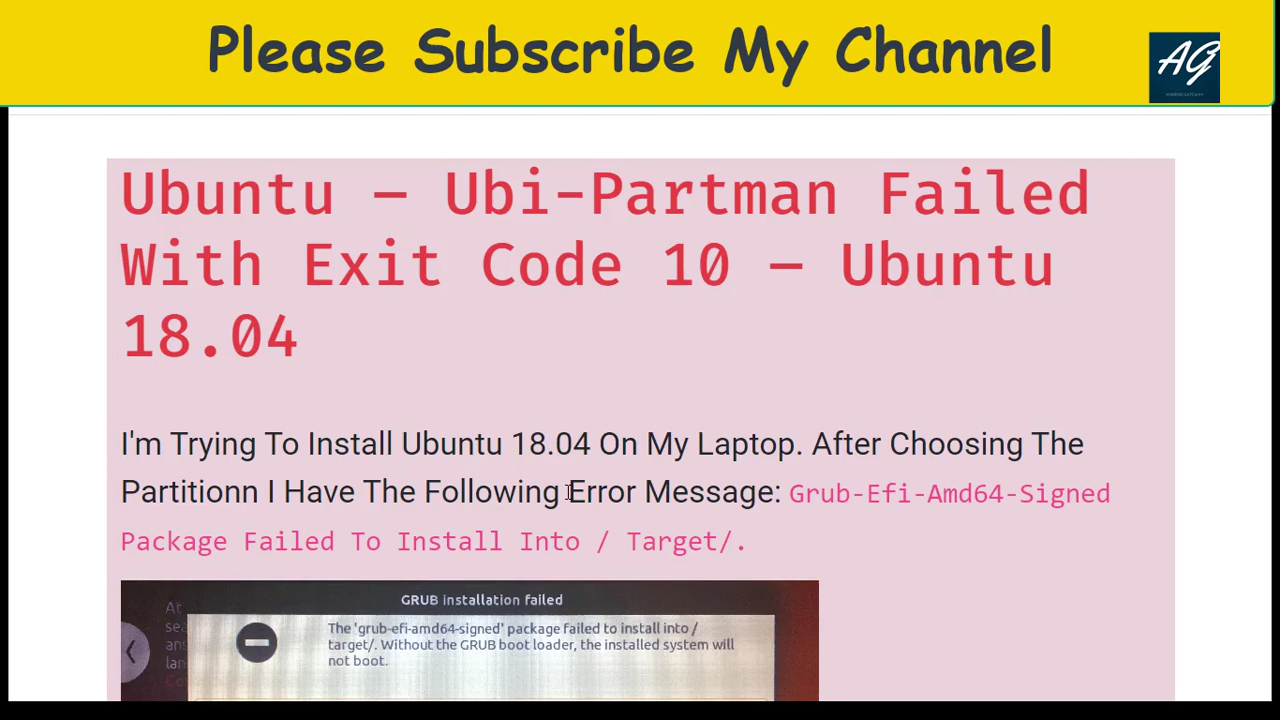 Please Subscribe My Channel
AG
Ubuntu — Ubi-Partman Failed
With Exit Code 10 — Ubuntu
18.04
I'm Trying To Install Ubuntu 18.04 On My Laptop. After Choosing The
Partitionn I Have The Following Error Message: Grub-Efi-Amd64-Signed
Package Failed To Install Into / Target/.
GRUB installation failed
The 'grub-efi-amd64-signed' package failed to install into /
target/. Without the GRUB boot loader, the installed system will
not boot.